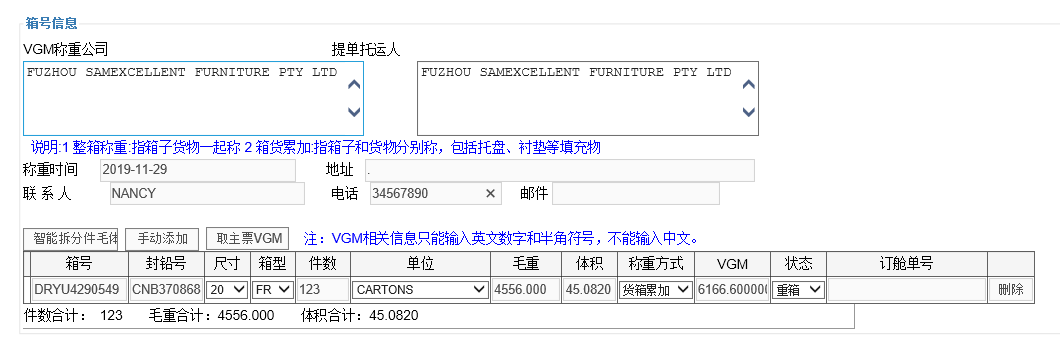 箱号信息
VGM称重公司 提单托运人
FUZHOU SAMEXCELLENT FURNITURE PTY LTD FUZHOU SAMEXCELLENT FURNITURE PTY LTD
说明:1 整箱称重:指箱子货物一起称 2 箱货累加:指箱子和货物分别称，包括托盘、衬垫等填充物
称重时间 2019-11-29 地址 .
联 系 人 NANCY 电话 34567890 × 邮件
智能拆分件毛体 手动添加 取主票VGM 注：VGM相关信息只能输入英文数字和半角符号，不能输入中文。
箱号 封铅号 尺寸 箱型 件数 单位 毛重 体积 称重方式 VGM 状态 订舱单号
DRYU4290549 CNB370868 20 FR 123 CARTONS 4556.000 45.0820 货箱累加 6166.600000 重箱 删除
件数合计： 123 毛重合计：4556.000 体积合计：45.0820